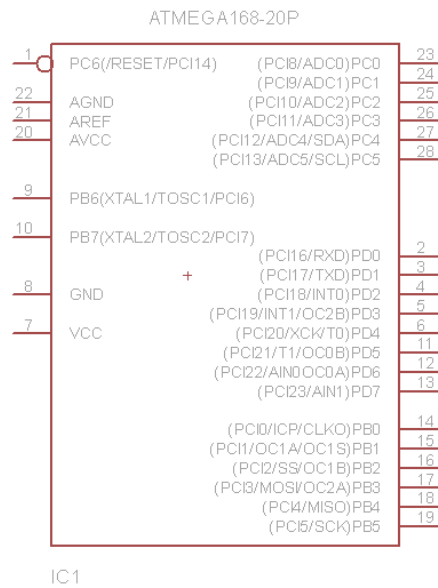 ATMEGA168-20P
1 PC6(/RESET/PCI14) (PCI8/ADC0)PC0 23
(PCI9/ADC1)PC1 24
22 AGND (PCI10/ADC2)PC2 25
21 AREF (PCI11/ADC3)PC3 26
20 AVCC (PCI12/ADC4/SDA)PC4 27
(PCI13/ADC5/SCL)PC5 28
9 PB6(XTAL1/TOSC1/PCI6)
10 PB7(XTAL2/TOSC2/PCI7)
(PCI16/RXD)PD0 2
(PCI17/TXD)PD1 3
8 GND (PCI18/INT0)PD2 4
(PCI19/INT1/OC2B)PD3 5
7 VCC (PCI20/XCK/T0)PD4 6
(PCI21/T1/OC0B)PD5 11
(PCI22/AIN0OC0A)PD6 12
(PCI23/AIN1)PD7 13
(PCI0/ICP/CLKO)PB0 14
(PCI1/OC1A/OC1S)PB1 15
(PCI2/SS/OC1B)PB2 16
(PCI3/MOSI/OC2A)PB3 17
(PCI4/MISO)PB4 18
(PCI5/SCK)PB5 19
IC1